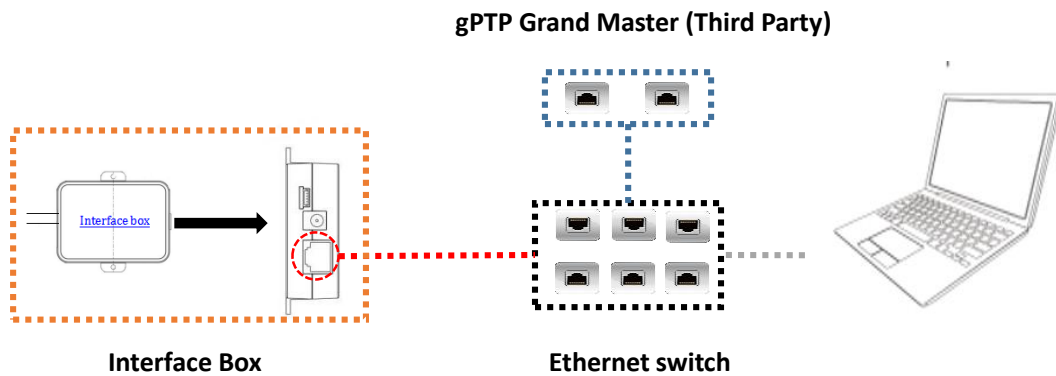 gPTP Grand Master (Third Party)
Interface box
Interface Box
Ethernet switch